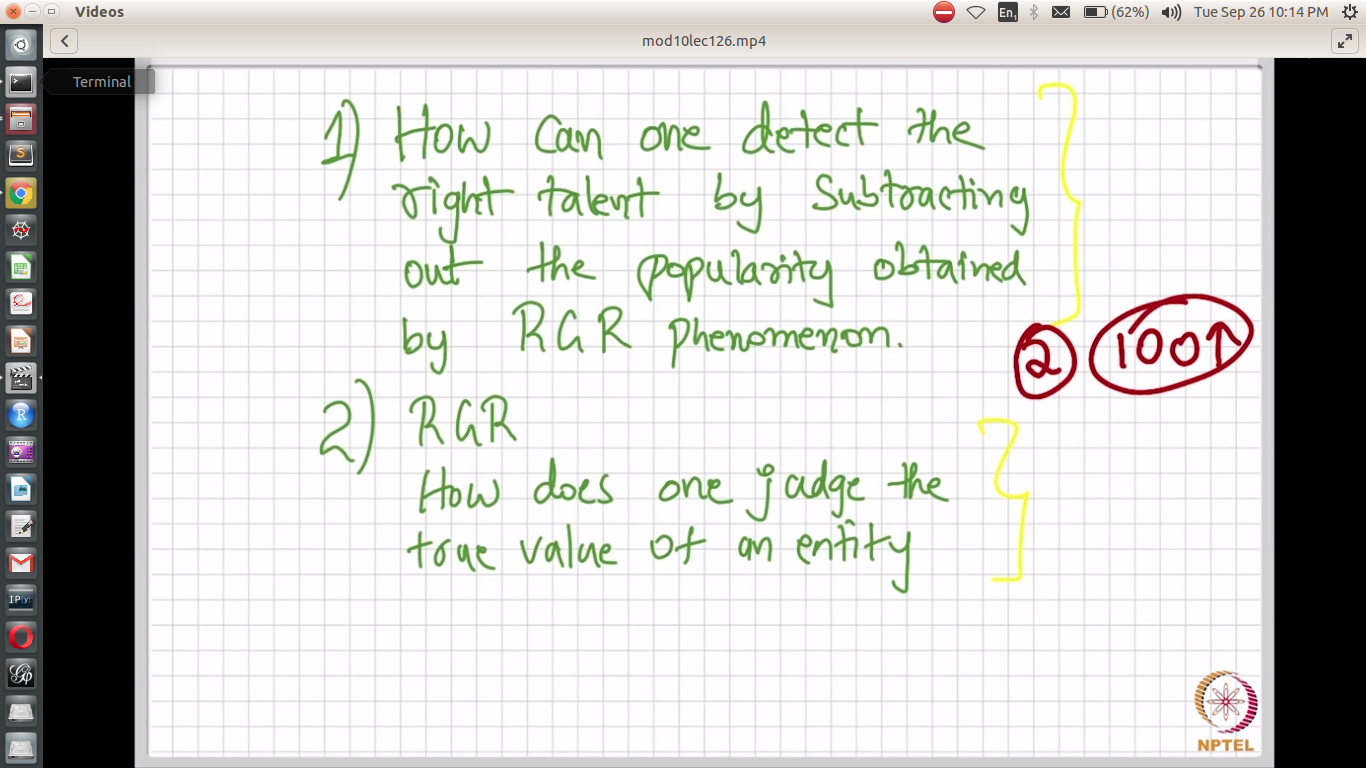 Videos
En1
(62%)
Tue Sep 26 10:14 PM
mod10lec126.mp4
Terminal
1) How can one detect the
right talent by Subtracting
out the popularity obtained
by RGR phenomenon.
2 100↑
2) RGR
How does one judge the
true value of an entity
S
R
IP[y]:
NPTEL